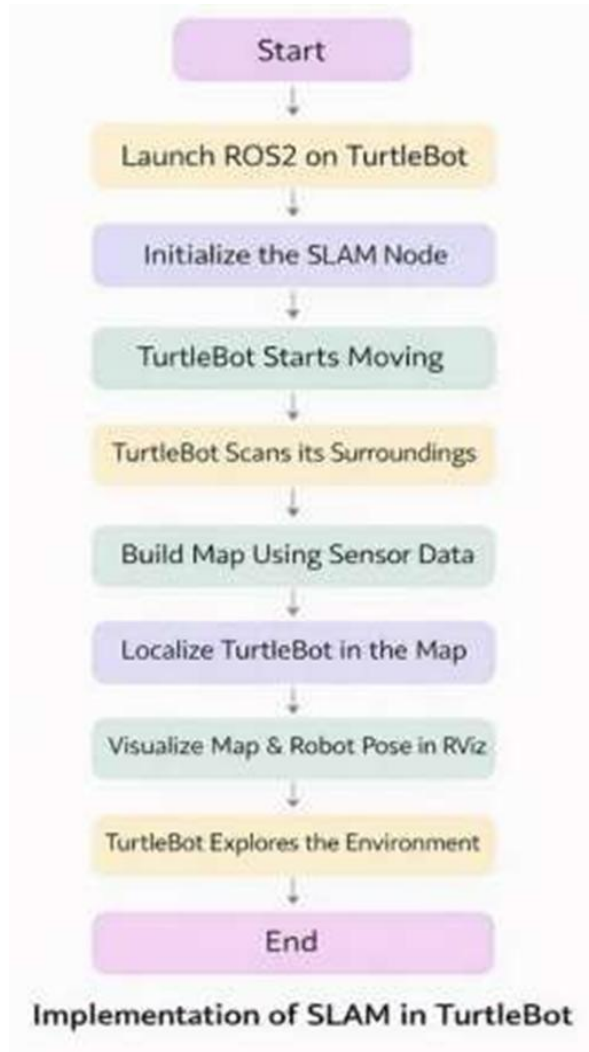 Start
Launch ROS2 on TurtleBot
Initialize the SLAM Node
TurtleBot Starts Moving
TurtleBot Scans its Surroundings
Build Map Using Sensor Data
Localize TurtleBot in the Map
Visualize Map & Robot Pose in RViz
TurtleBot Explores the Environment
End
Implementation of SLAM in TurtleBot